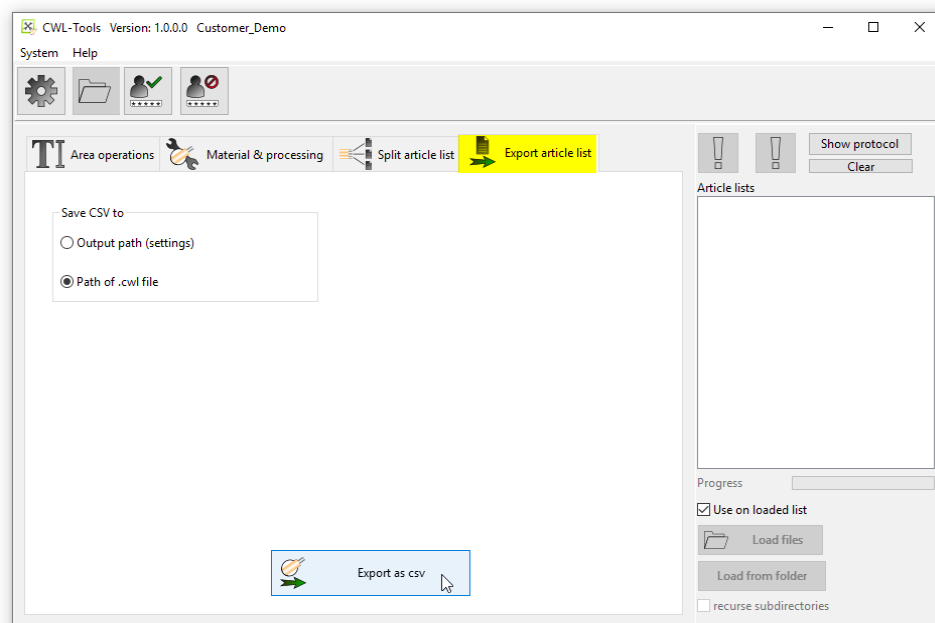 CWL-Tools Version: 1.0.0.0 Customer_Demo
System Help
TI Area operations Material & processing Split article list Export article list
Show protocol
Clear
Article lists
Save CSV to
Output path (settings)
Path of .cwl file
Progress
Use on loaded list
Load files
Export as csv
Load from folder
recurse subdirectories